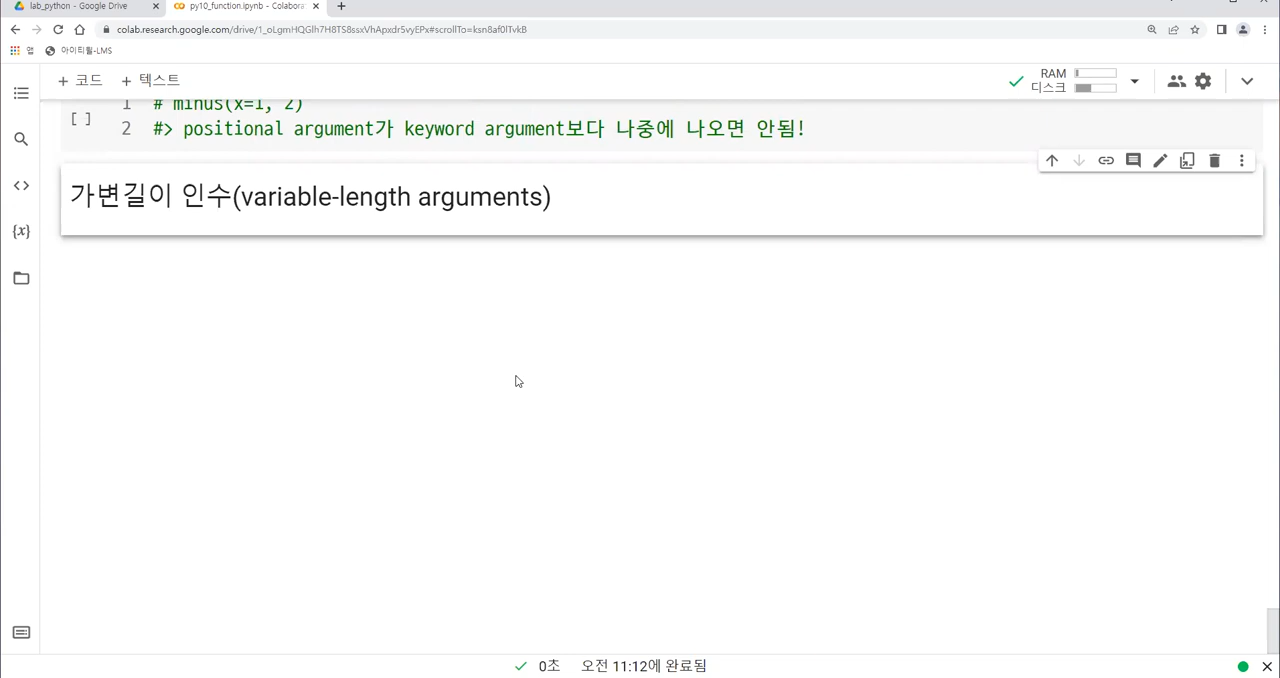 lab_python - Google Drive
py10_function.ipynb - Colabora
colab.research.google.com/drive/1_oLgmHQGlh7H8TS8ssxVhApxdr5vyEPx#scrollTo=ksn8af0lTvkB
앱 아이티윌-LMS
+ 코드 + 텍스트
RAM
디스크
1 # minus(x=1, 2)
[ ]
2 #> positional argument가 keyword argument보다 나중에 나오면 안됨!
가변길이 인수(variable-length arguments)
{x}
0초 오전 11:12에 완료됨